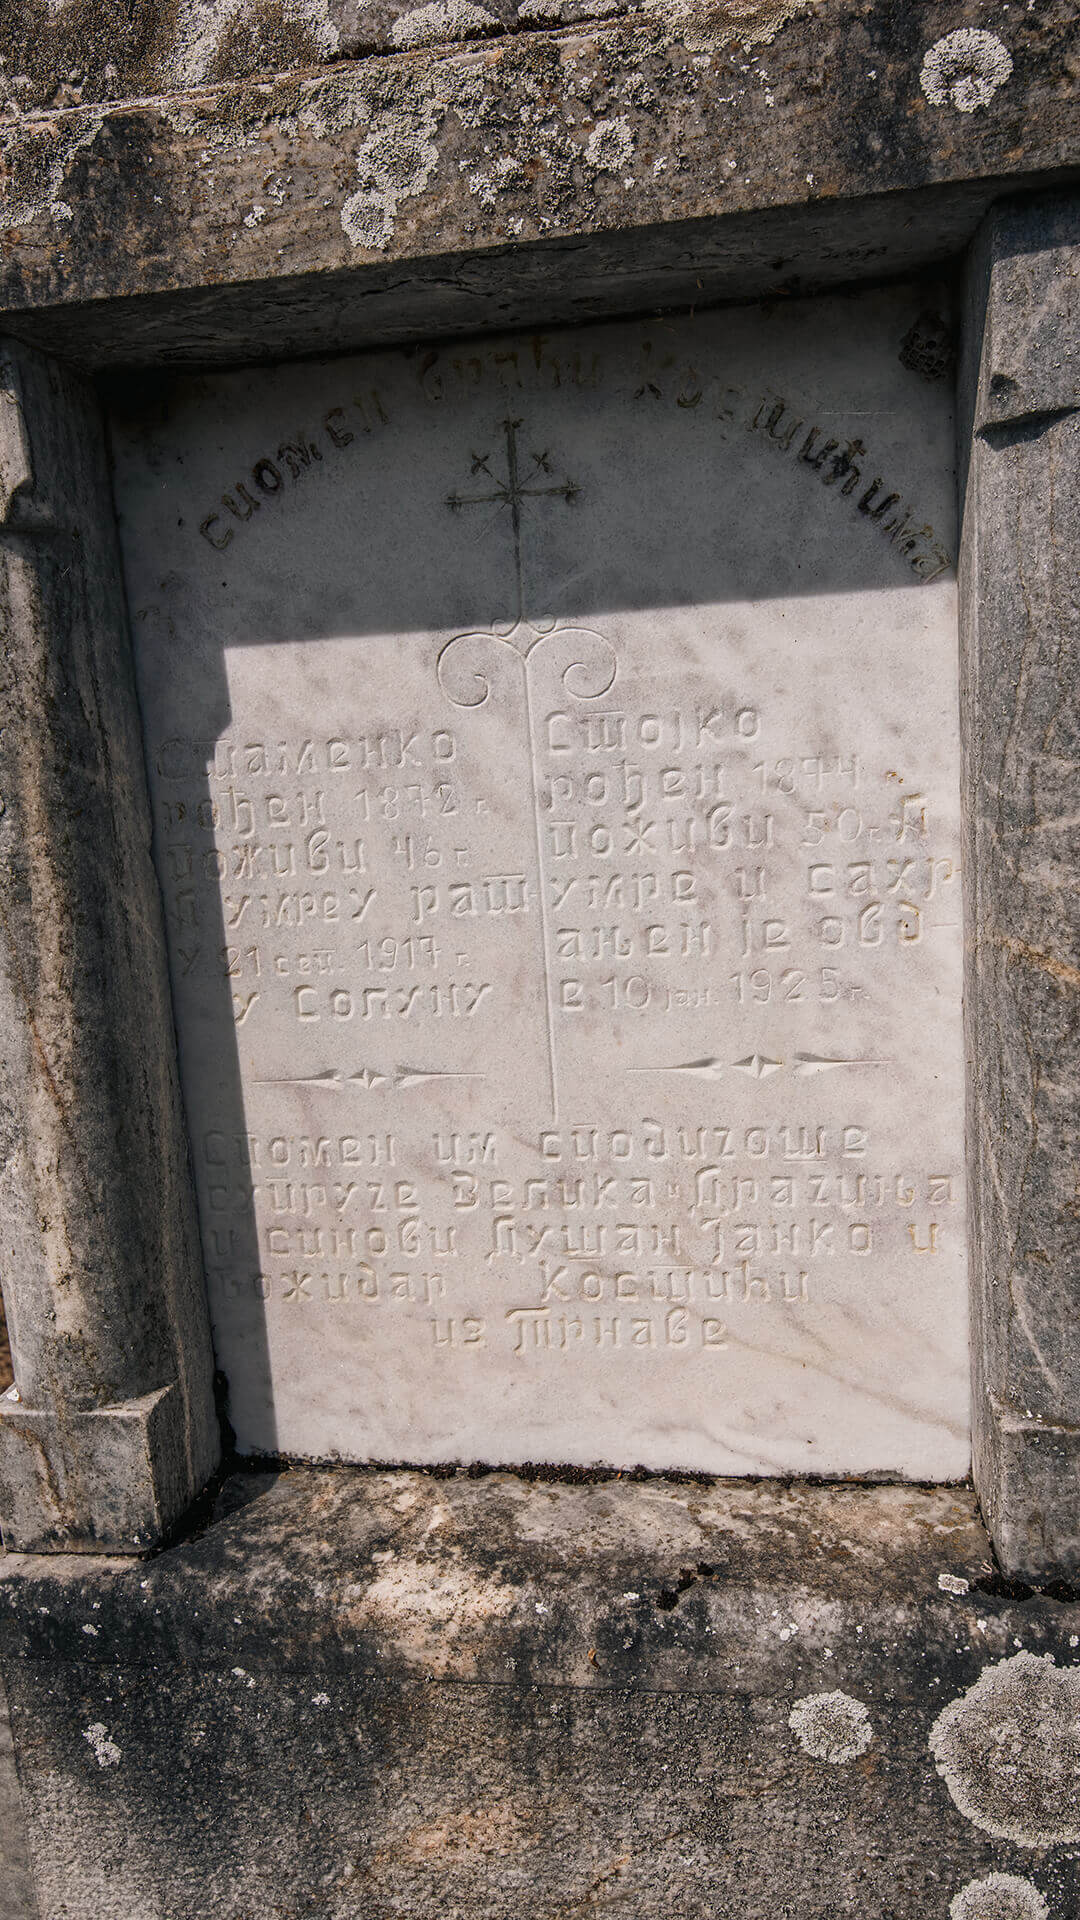 спомен браћи Костићима
Стаменко
рођен 1872 г.
поживи 46 г.
А умре у рат-
у 21 сеп. 1917 г.
у Солуну
Стојко
рођен 1874 г.
поживи 50 г. А
умре и сахр-
ањен је овд-
е 10 јан. 1925 г.
Спомен им сподигоше
супруге Велика и Драгиња
и синови Душан Јанко и
Божидар Костићи
из Трнаве